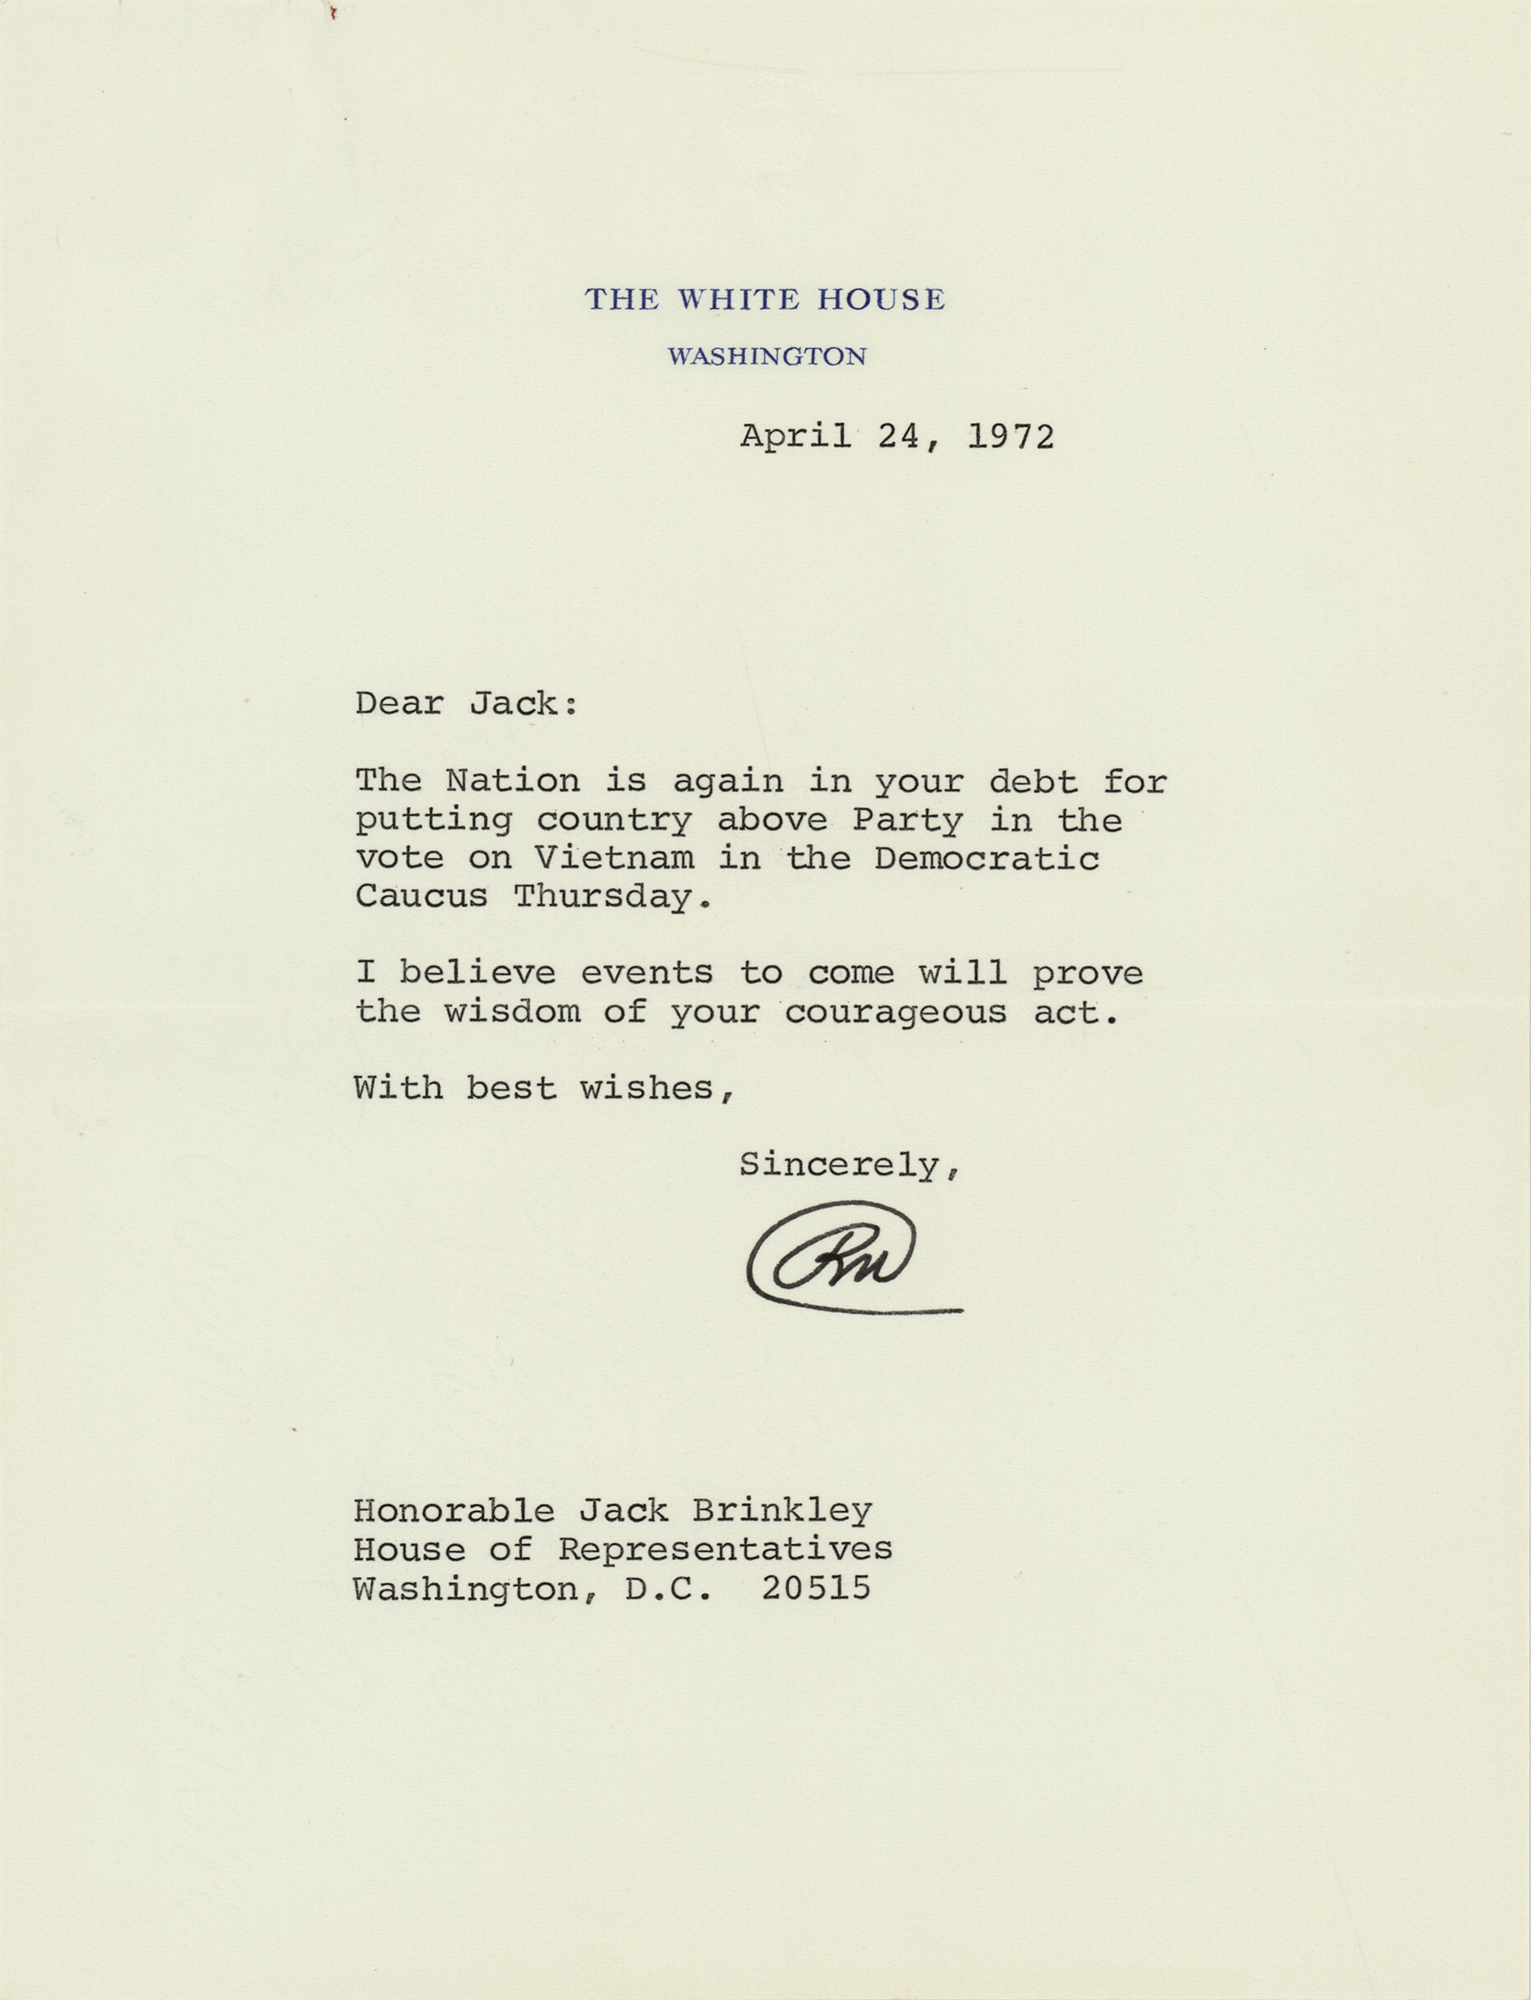 THE WHITE HOUSE
WASHINGTON
April 24, 1972
Dear Jack:
The Nation is again in your debt for
putting country above Party in the
vote on Vietnam in the Democratic
Caucus Thursday.
I believe events to come will prove
the wisdom of your courageous act.
With best wishes,
Sincerely,
RN
Honorable Jack Brinkley
House of Representatives
Washington, D.C. 20515